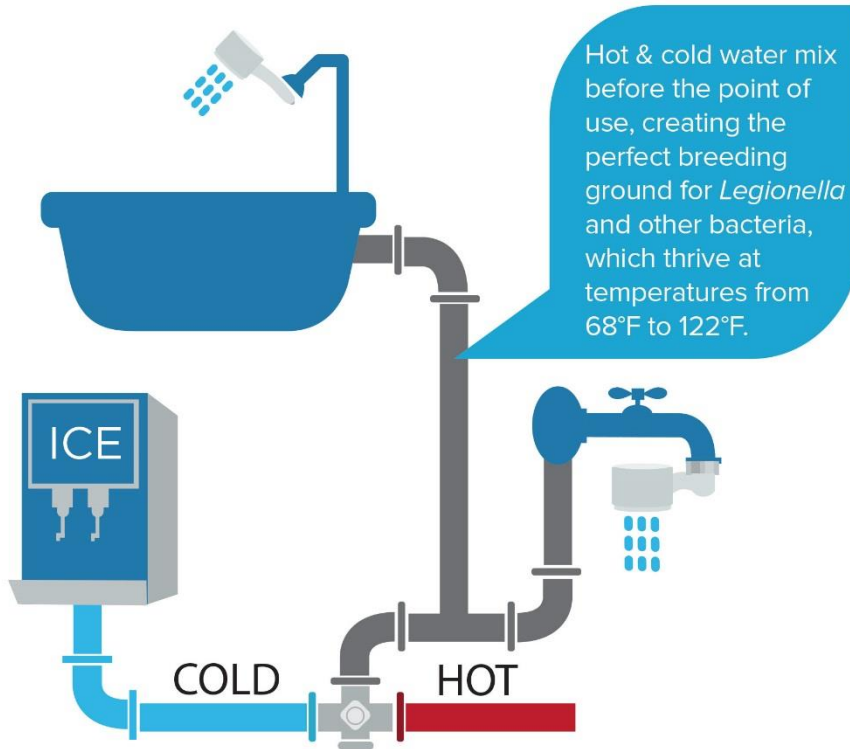 Hot & cold water mix
before the point of
use, creating the
perfect breeding
ground for Legionella
and other bacteria,
which thrive at
temperatures from
68°F to 122°F.
ICE
COLD
HOT